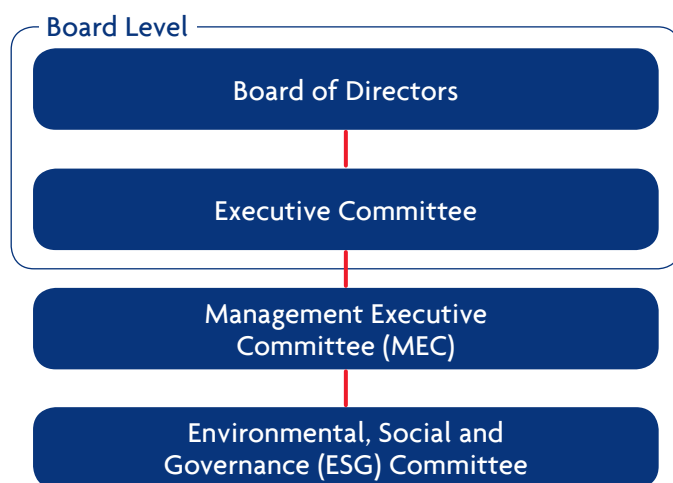 Board Level
Board of Directors
Executive Committee
Management Executive
Committee (MEC)
Environmental, Social and
Governance (ESG) Committee